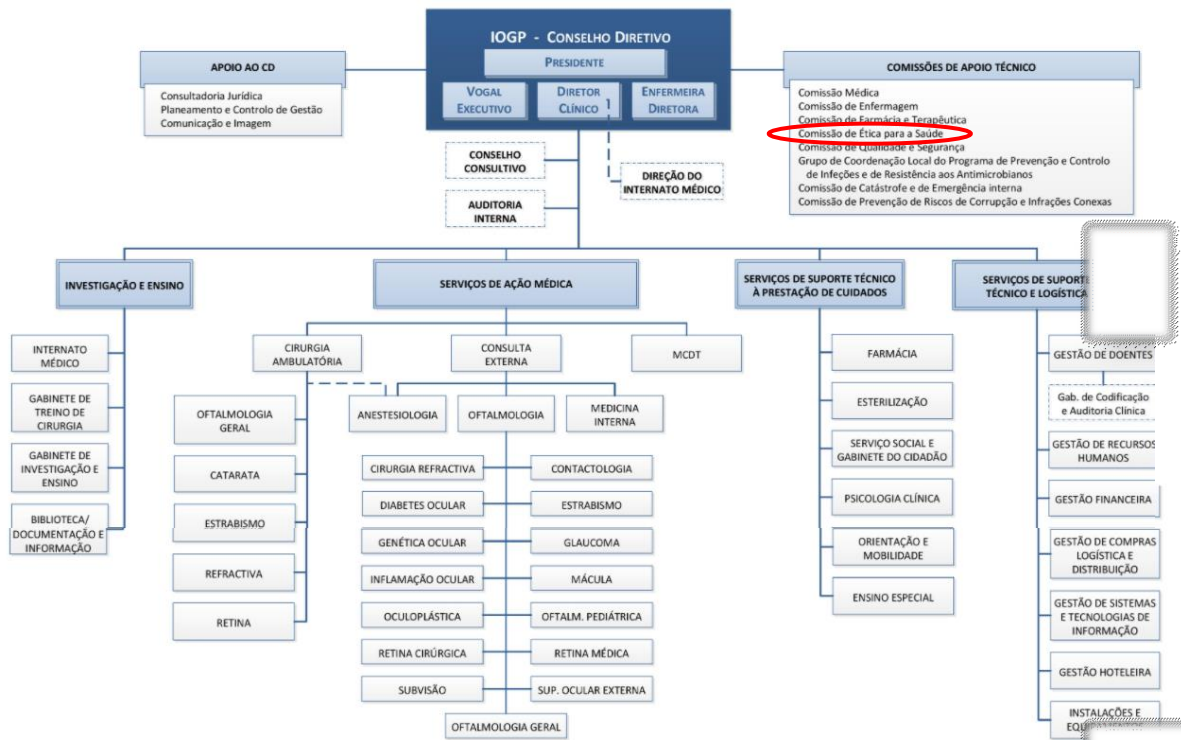 IOGP - CONSELHO DIRETIVO
PRESIDENTE
VOGAL
EXECUTIVO
DIRETOR
CLÍNICO
1
ENFERMEIRA
DIRETORA
APOIO AO CD
Consultadoria Jurídica
Planeamento e Controlo de Gestão
Comunicação e Imagem
COMISSÕES DE APOIO TÉCNICO
Comissão Médica
Comissão de Enfermagem
Comissão de Farmácia e Terapêutica
Comissão de Ética para a Saúde
Comissão de Qualidade e Segurança
Grupo de Coordenação Local do Programa de Prevenção e Controlo
de Infeções e de Resistência aos Antimicrobianos
Comissão de Catástrofe e de Emergência interna
Comissão de Prevenção de Riscos de Corrupção e Infrações Conexas
CONSELHO
CONSULTIVO
DIREÇÃO DO
INTERNATO MÉDICO
AUDITORIA
INTERNA
INVESTIGAÇÃO E ENSINO
INTERNATO
MÉDICO
GABINETE DE
TREINO DE
CIRURGIA
GABINETE DE
INVESTIGAÇÃO E
ENSINO
BIBLIOTECA/
DOCUMENTAÇÃO E
INFORMAÇÃO
SERVIÇOS DE AÇÃO MÉDICA
CIRURGIA
AMBULATÓRIA
CONSULTA
EXTERNA
MCDT
OFTALMOLOGIA
GERAL
CATARATA
ESTRABISMO
REFRACTIVA
RETINA
ANESTESIOLOGIA
OFTALMOLOGIA
MEDICINA
INTERNA
CIRURGIA REFRACTIVA
CONTACTOLOGIA
DIABETES OCULAR
ESTRABISMO
GENÉTICA OCULAR
GLAUCOMA
INFLAMAÇÃO OCULAR
MÁCULA
OCULOPLÁSTICA
OFTALM. PEDIÁTRICA
RETINA CIRÚRGICA
RETINA MÉDICA
SUBVISÃO
SUP. OCULAR EXTERNA
OFTALMOLOGIA GERAL
SERVIÇOS DE SUPORTE TÉCNICO
À PRESTAÇÃO DE CUIDADOS
FARMÁCIA
ESTERILIZAÇÃO
SERVIÇO SOCIAL E
GABINETE DO CIDADÃO
PSICOLOGIA CLÍNICA
ORIENTAÇÃO E
MOBILIDADE
ENSINO ESPECIAL
SERVIÇOS DE SUPORTE
TÉCNICO E LOGÍSTICA
GESTÃO DE DOENTES
Gab. de Codificação
e Auditoria Clínica
GESTÃO DE RECURSOS
HUMANOS
GESTÃO FINANCEIRA
GESTÃO DE COMPRAS
LOGÍSTICA E
DISTRIBUIÇÃO
GESTÃO DE SISTEMAS
E TECNOLOGIAS DE
INFORMAÇÃO
GESTÃO HOTELEIRA
INSTALAÇÕES E